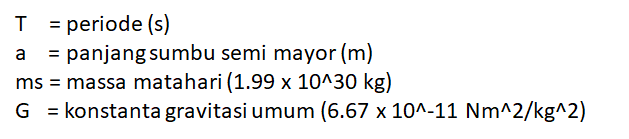 T = periode (s)
a = panjang sumbu semi mayor (m)
ms = massa matahari (1.99 x 10^30 kg)
G = konstanta gravitasi umum (6.67 x 10^-11 Nm^2/kg^2)